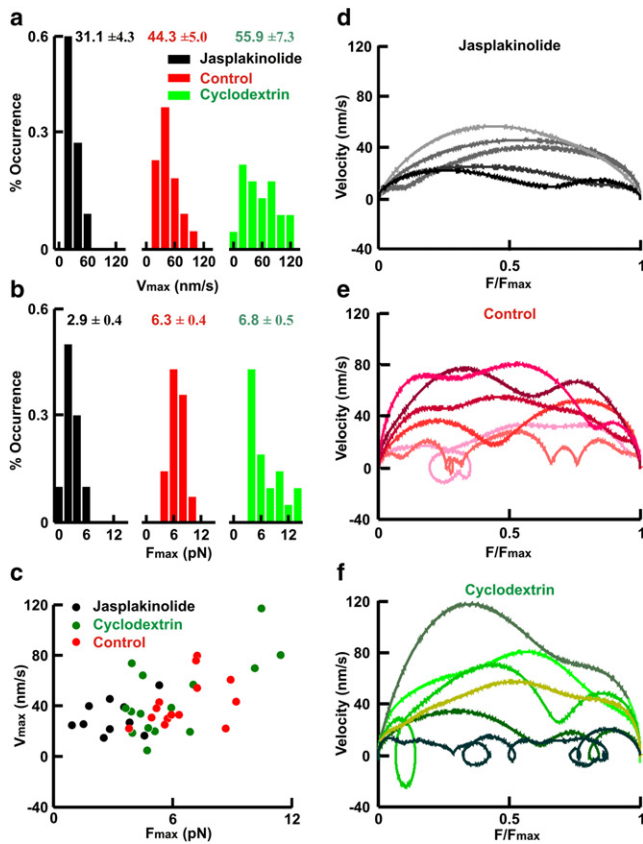 a
0.6
31.1 ±4.3 44.3 ±5.0 55.9 ±7.3
Jasplakinolide
Control
Cyclodextrin
% Occurrence
0.3
0
0 60 120 0 60 120 0 60 120
Vmax (nm/s)
b
0.6
2.9 ± 0.4 6.3 ± 0.4 6.8 ± 0.5
% Occurrence
0.3
0
0 6 12 0 6 12 0 6 12
Fmax (pN)
c
Jasplakinolide
Cyclodextrin
Control
Vmax (nm/s)
120
80
40
0
-40
0 6 12
Fmax (pN)
d
Jasplakinolide
Velocity (nm/s)
120
80
40
0
-40
0 0.5 1
F/Fmax
e
Control
Velocity (nm/s)
120
80
40
0
-40
0 0.5 1
F/Fmax
f
Cyclodextrin
Velocity (nm/s)
120
80
40
0
-40
0 0.5 1
F/Fmax